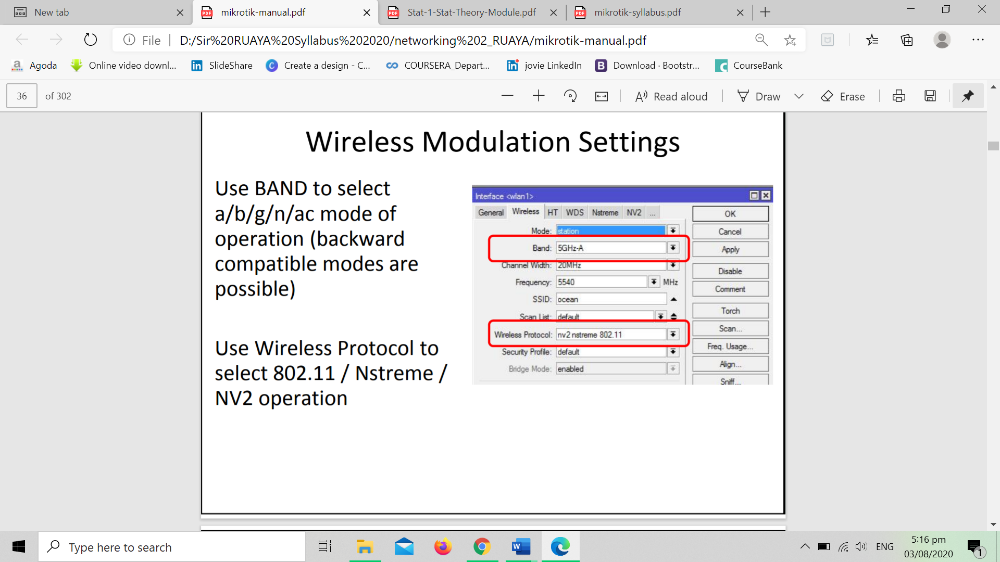 New tab
mikrotik-manual.pdf
Stat-1-Stat-Theory-Module.pdf
mikrotik-syllabus.pdf
File
D:/Sir%20RUAYA%20Syllabus%202020/networking%202_RUAYA/mikrotik-manual.pdf
Agoda
Online video downl...
SlideShare
Create a design - C...
COURSERA_Depart...
jovie LinkedIn
Download · Bootstr...
CourseBank
36 of 302
Read aloud
Draw
Erase
Wireless Modulation Settings
Use BAND to select
a/b/g/n/ac mode of
operation (backward
compatible modes are
possible)
Use Wireless Protocol to
select 802.11 / Nstreme /
NV2 operation
Interface <wlan1>
General Wireless HT WDS Nstreme NV2 ...
Mode: station
Band: 5GHz-A
Channel Width: 20MHz
Frequency: 5540 MHz
SSID: ocean
Scan List: default
Wireless Protocol: nv2 nstreme 802.11
Security Profile: default
Bridge Mode: enabled
OK
Cancel
Apply
Disable
Comment
Torch
Scan...
Freq. Usage...
Align...
Sniff...
Type here to search
ENG
5:16 pm
03/08/2020
1